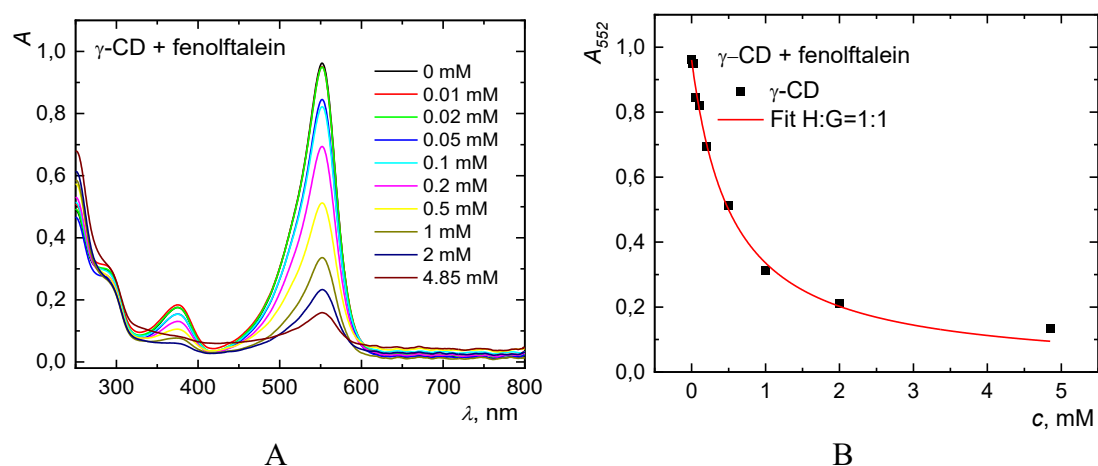 γ-CD + fenolftalein
0 mM
0.01 mM
0.02 mM
0.05 mM
0.1 mM
0.2 mM
0.5 mM
1 mM
2 mM
4.85 mM
A
1,0
0,8
0,6
0,4
0,2
0,0
300 400 500 600 700 800
λ, nm
A
γ–CD + fenolftalein
γ-CD
Fit H:G=1:1
A552
1,0
0,8
0,6
0,4
0,2
0,0
0 1 2 3 4 5
c, mM
B